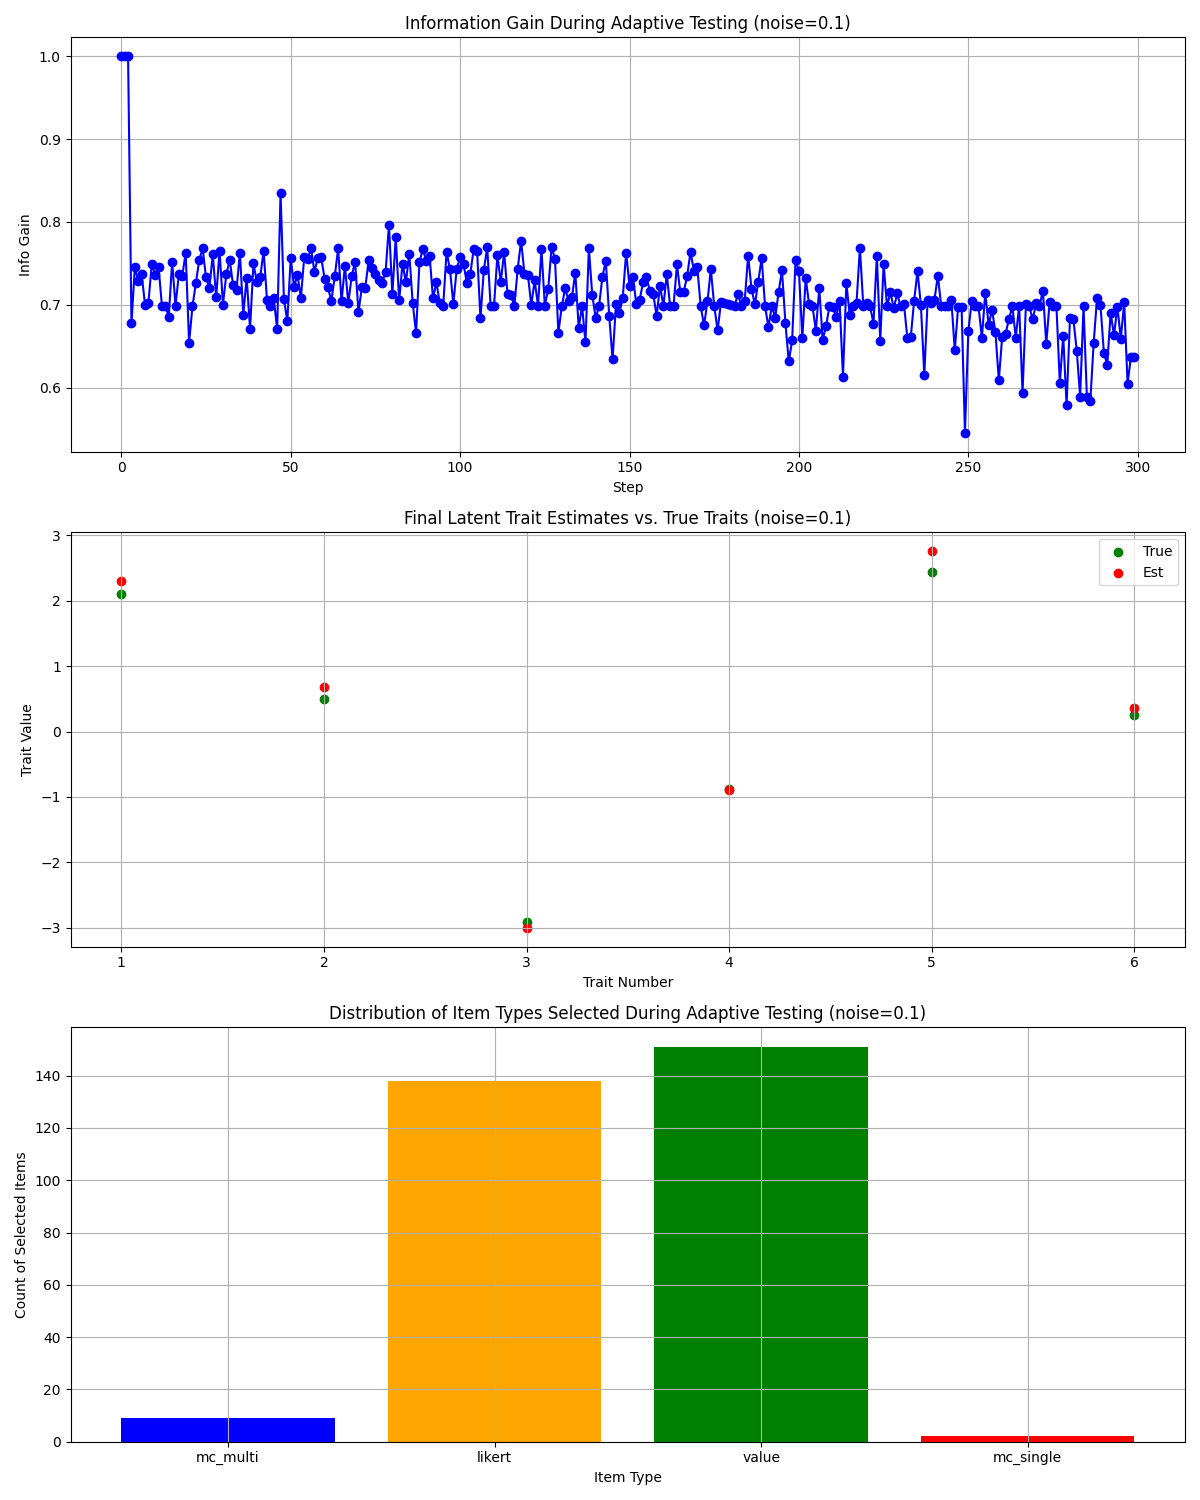 Information Gain During Adaptive Testing (noise=0.1)
1.0
0.9
0.8
0.7
0.6
Info Gain
0 50 100 150 200 250 300
Step
Final Latent Trait Estimates vs. True Traits (noise=0.1)
3
2
1
0
−1
−2
−3
Trait Value
True
Est
1 2 3 4 5 6
Trait Number
Distribution of Item Types Selected During Adaptive Testing (noise=0.1)
140
120
100
80
60
40
20
0
Count of Selected Items
mc_multi likert value mc_single
Item Type